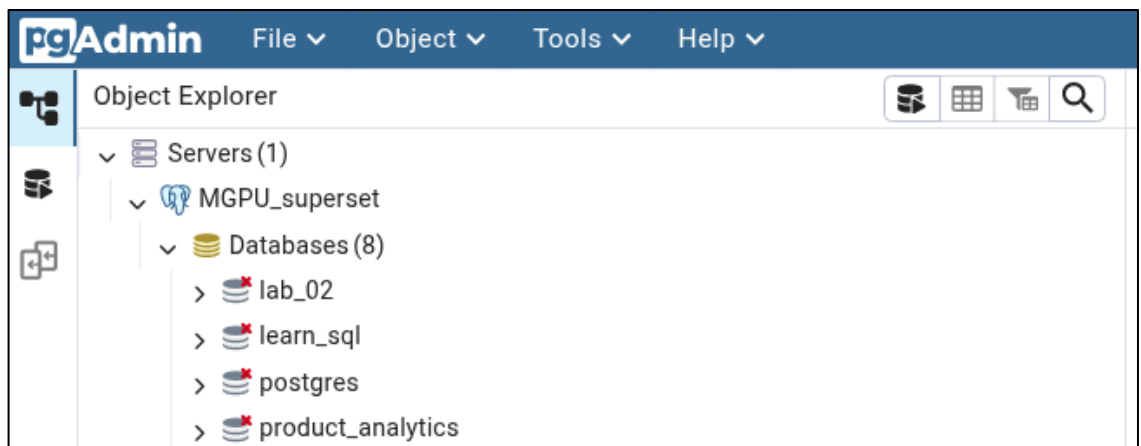 pgAdmin File Object Tools Help
Object Explorer
Servers (1)
MGPU_superset
Databases (8)
lab_02
learn_sql
postgres
product_analytics